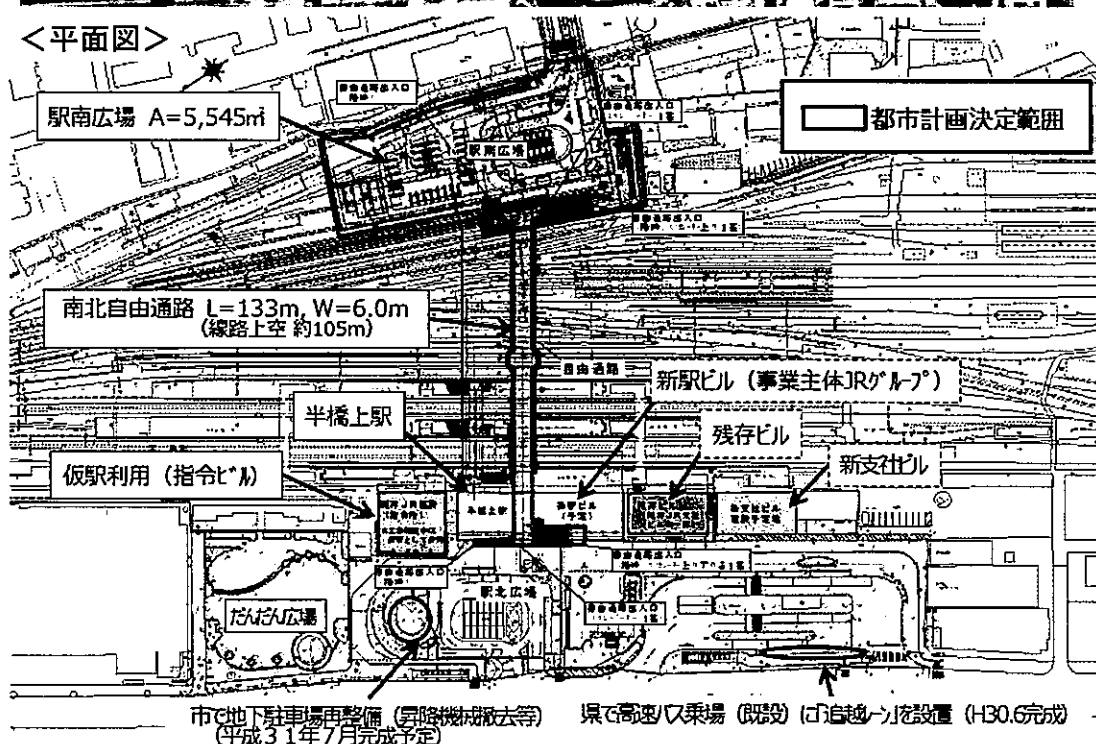 <平面図>
駅南広場 A=5,545㎡
駅南広場
都市計画決定範囲
南北自由通路 L=133m, W=6.0m
(線路上空 約105m)
自由通路
新駅ビル (事業主体JRグループ)
半橋上駅
残存ビル
仮駅利用 (指令ビル)
新支社ビル
半橋上駅
だんだん広場
駅北広場
市で地下駐車場再整備 (昇降機械撤去等)
(平成31年7月完成予定)
県で高速バス乗場 (既設) に「追越レーン」を設置 (H30.6完成)